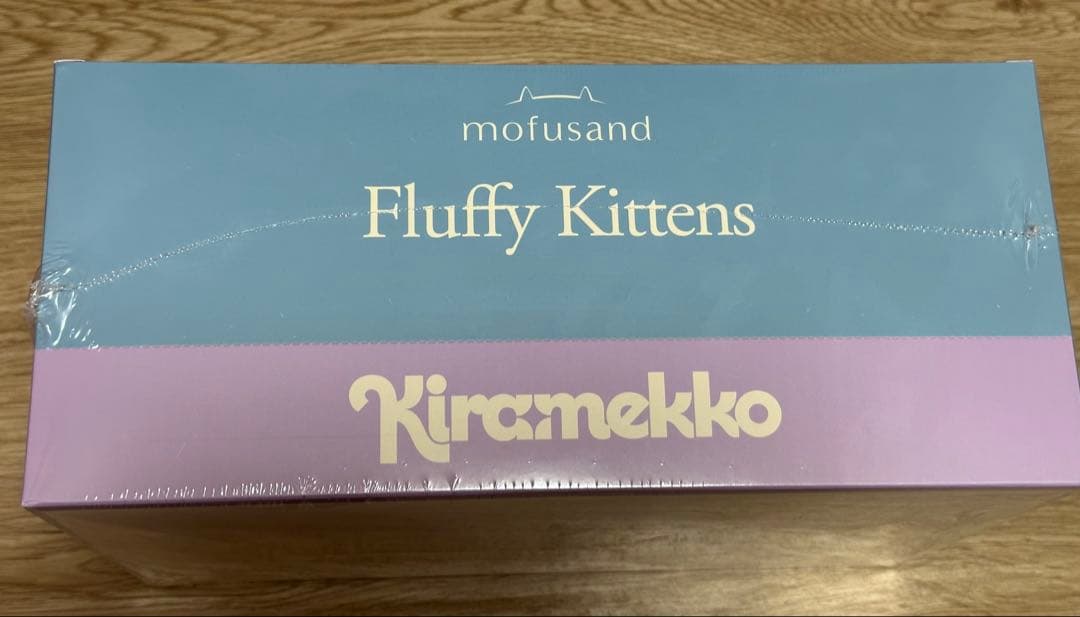 mofusand
Fluffy Kittens
Kiramekko